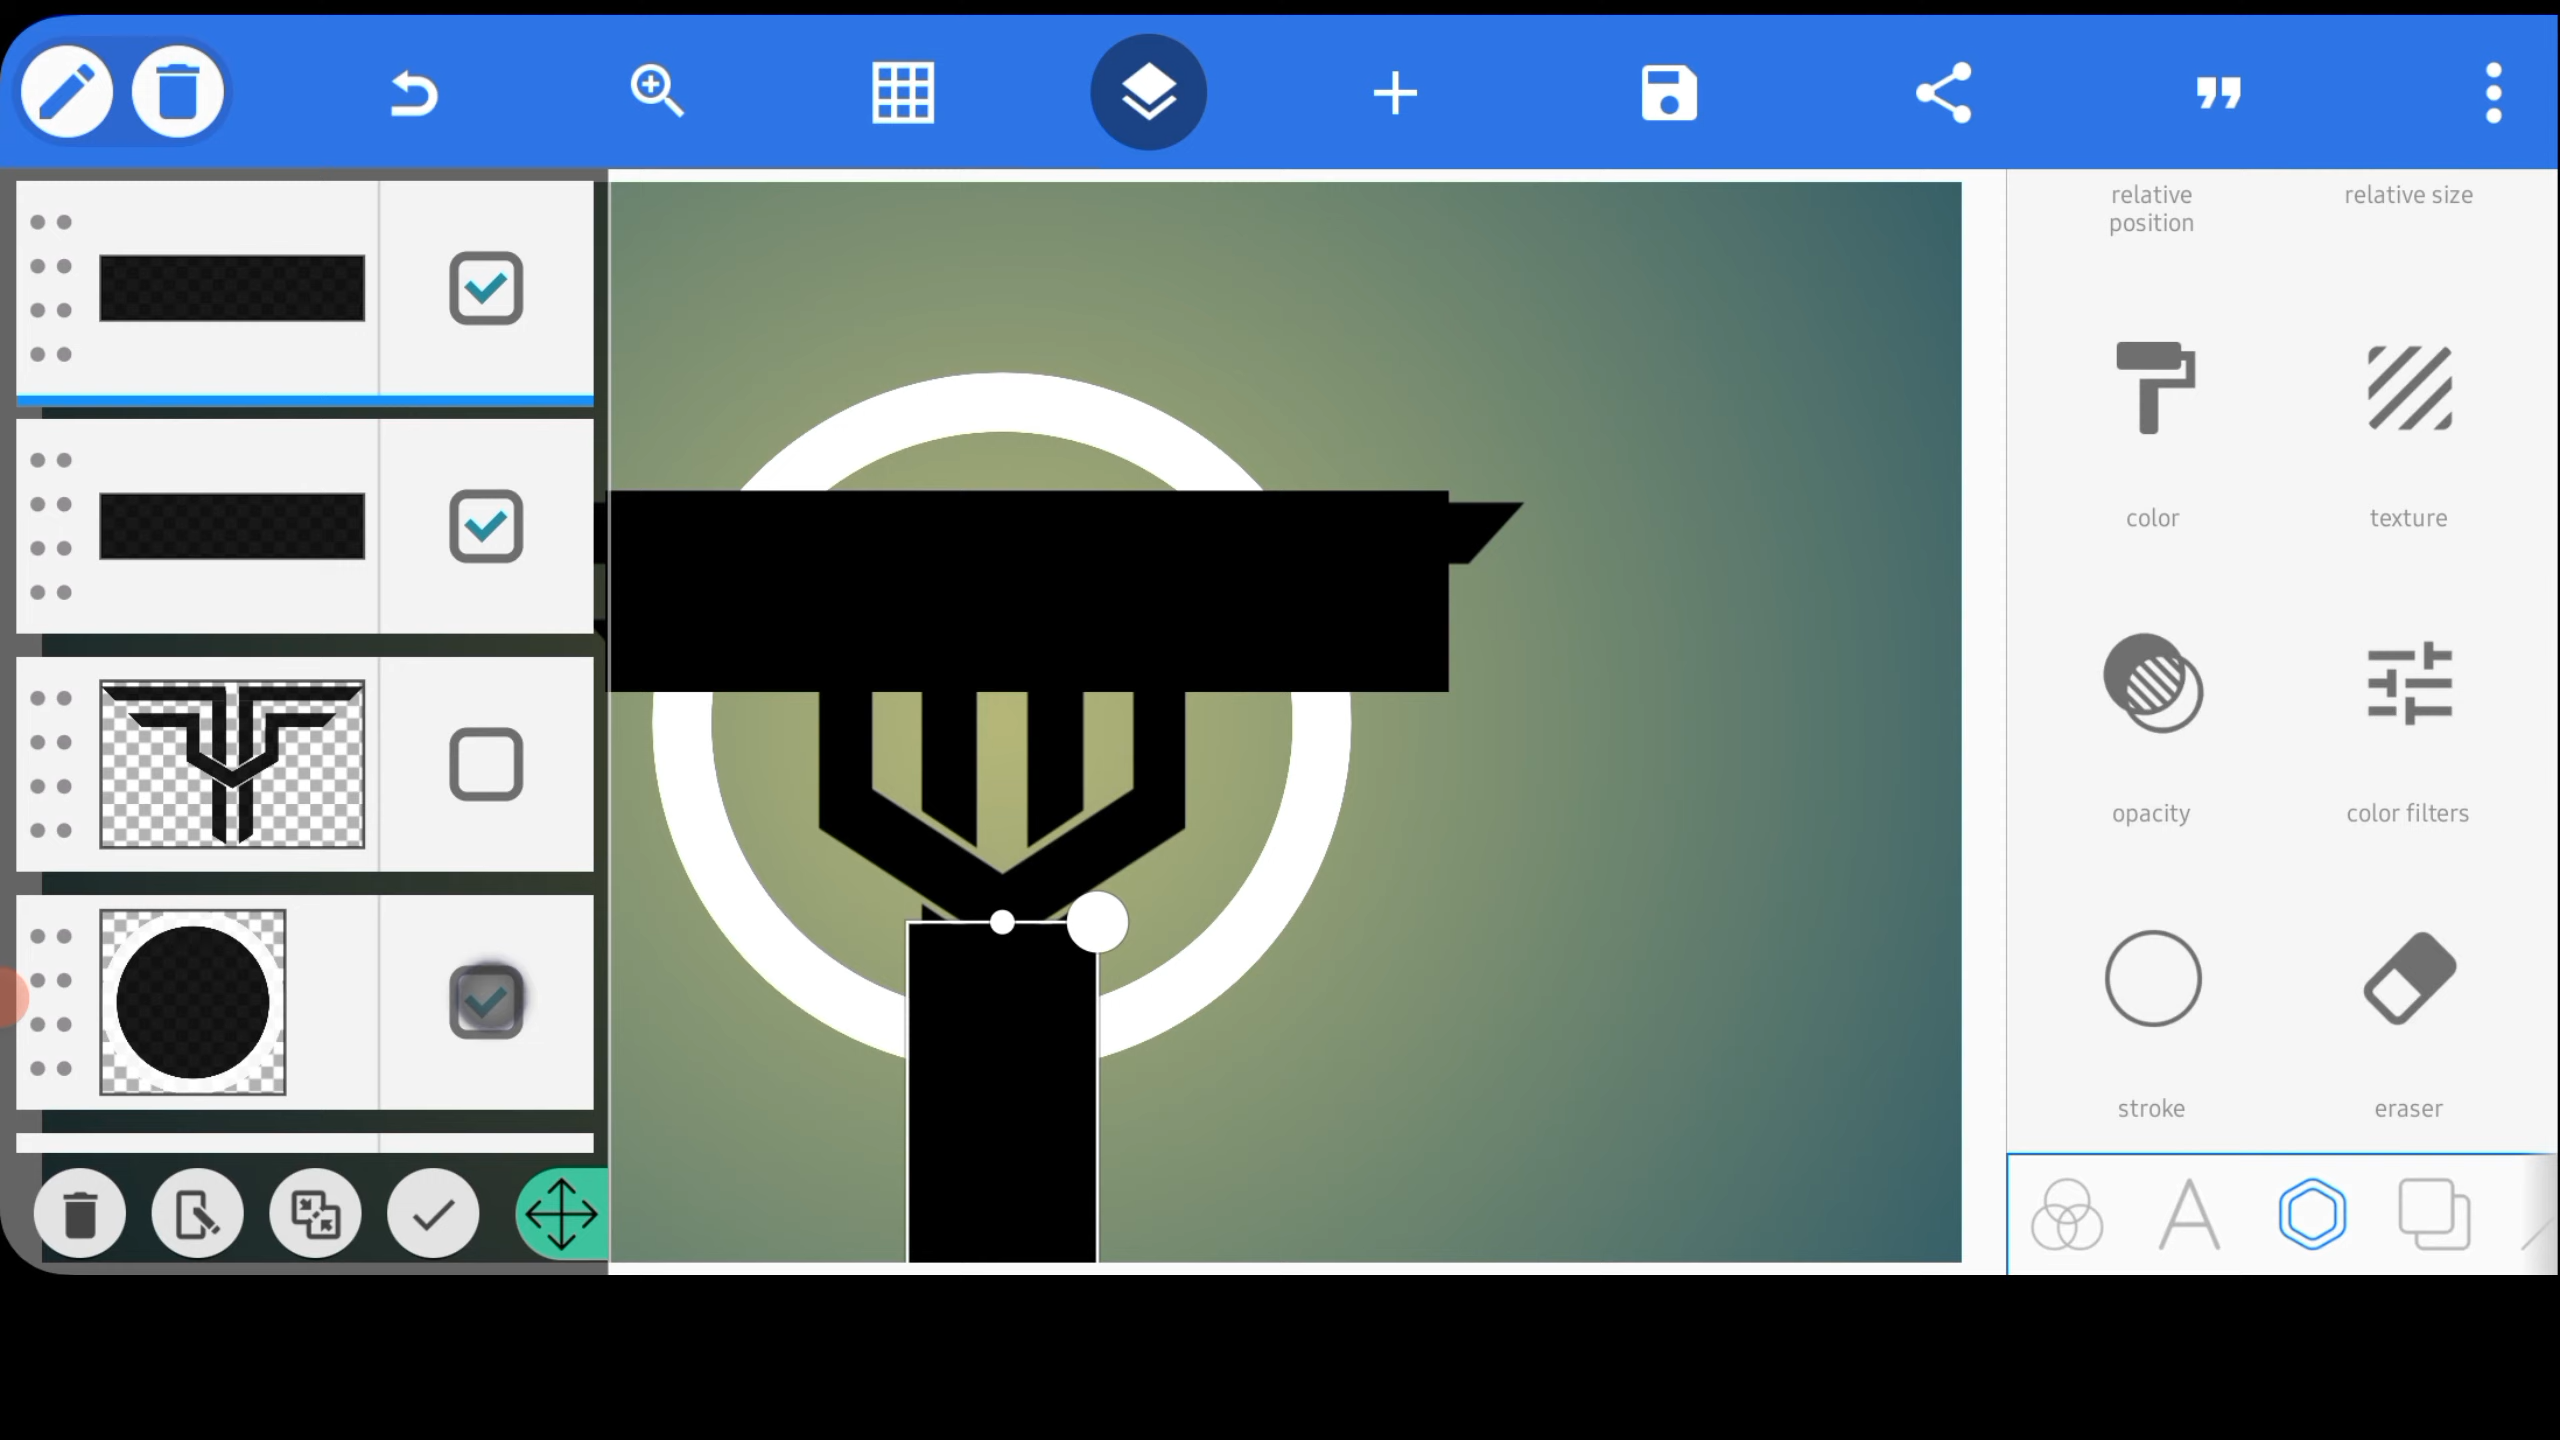 relative
position
relative size
color
texture
opacity
color filters
stroke
eraser